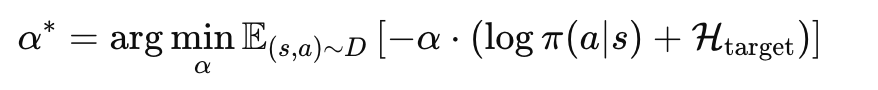 α* = arg min_α 𝔼_{(s,a)∼D} [−α · (log π(a|s) + ℋ_target)]